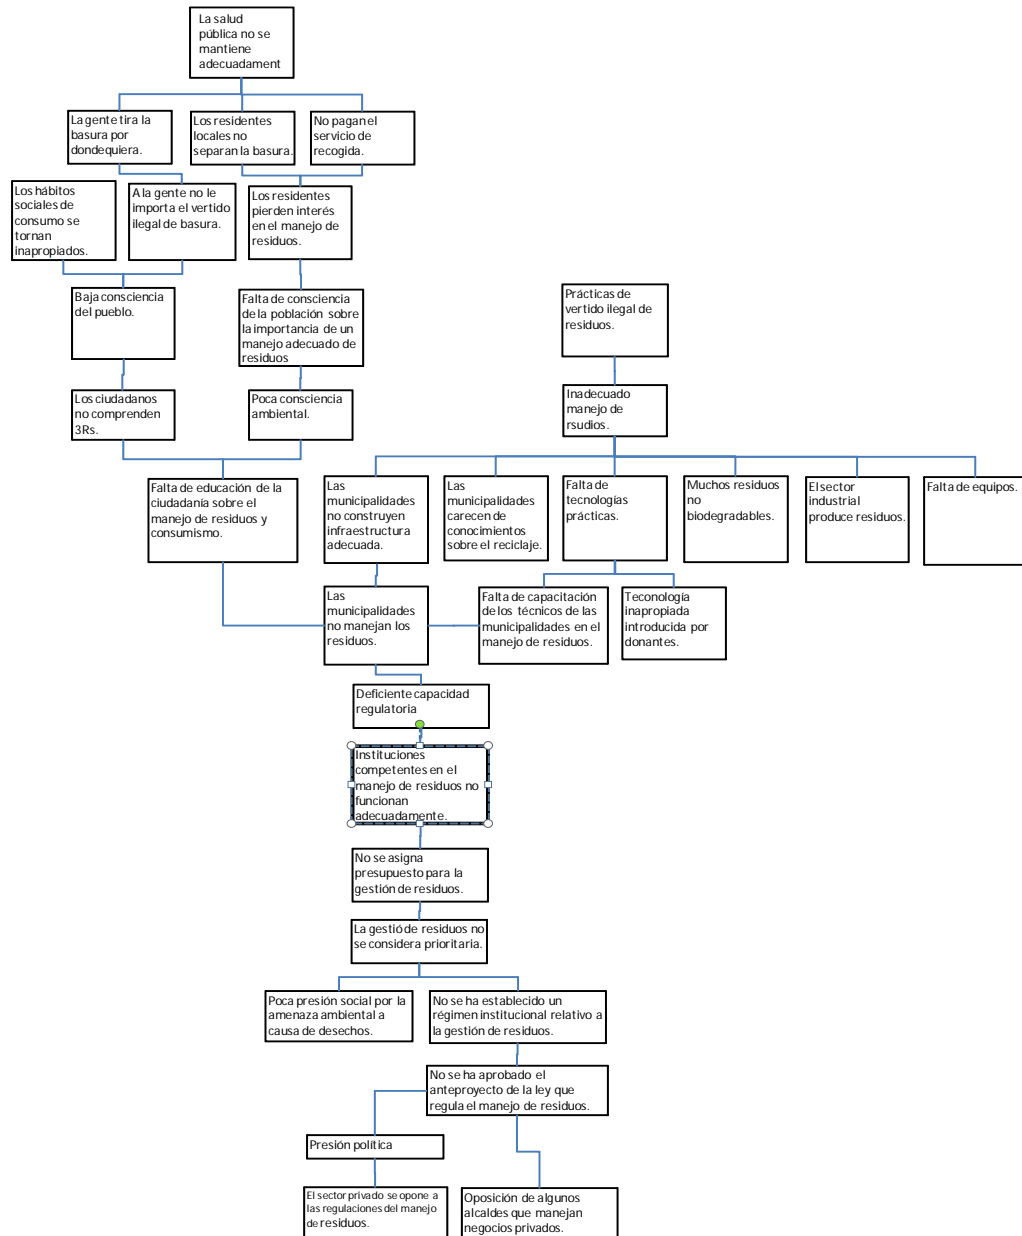 La salud
pública no se
mantiene
adecuadament
La gente tira la
basura por
dondequiera.
Los residentes
locales no
separan la basura.
No pagan el
servicio de
recogida.
Los hábitos
sociales de
consumo se
tornan
inapropiados.
A la gente no le
importa el vertido
ilegal de basura.
Los residentes
pierden interés
en el manejo de
residuos.
Baja consciencia
del pueblo.
Falta de consciencia
de la población sobre
la importancia de un
manejo adecuado de
residuos
Prácticas de
vertido ilegal de
residuos.
Los ciudadanos
no comprenden
3Rs.
Poca consciencia
ambiental.
Inadecuado
manejo de
rsudios.
Falta de educación de la
ciudadanía sobre el
manejo de residuos y
consumismo.
Las
municipalidades
no construyen
infraestructura
adecuada.
Las
municipalidades
carecen de
conocimientos
sobre el reciclaje.
Falta de
tecnologías
prácticas.
Muchos residuos
no
biodegradables.
El sector
industrial
produce residuos.
Falta de equipos.
Las
municipalidades
no manejan los
residuos.
Falta de capacitación
de los técnicos de las
municipalidades en el
manejo de residuos.
Teconología
inapropiada
introducida por
donantes.
Deficiente capacidad
regulatoria
Instituciones
competentes en el
manejo de residuos no
funcionan
adecuadamente.
No se asigna
presupuesto para la
gestión de residuos.
La gestió de residuos no
se considera prioritaria.
Poca presión social por la
amenaza ambiental a
causa de desechos.
No se ha establecido un
régimen institucional relativo a
la gestión de residuos.
No se ha aprobado el
anteproyecto de la ley que
regula el manejo de residuos.
Presión política
El sector privado se opone a
las regulaciones del manejo
de residuos.
Oposición de algunos
alcaldes que manejan
negocios privados.